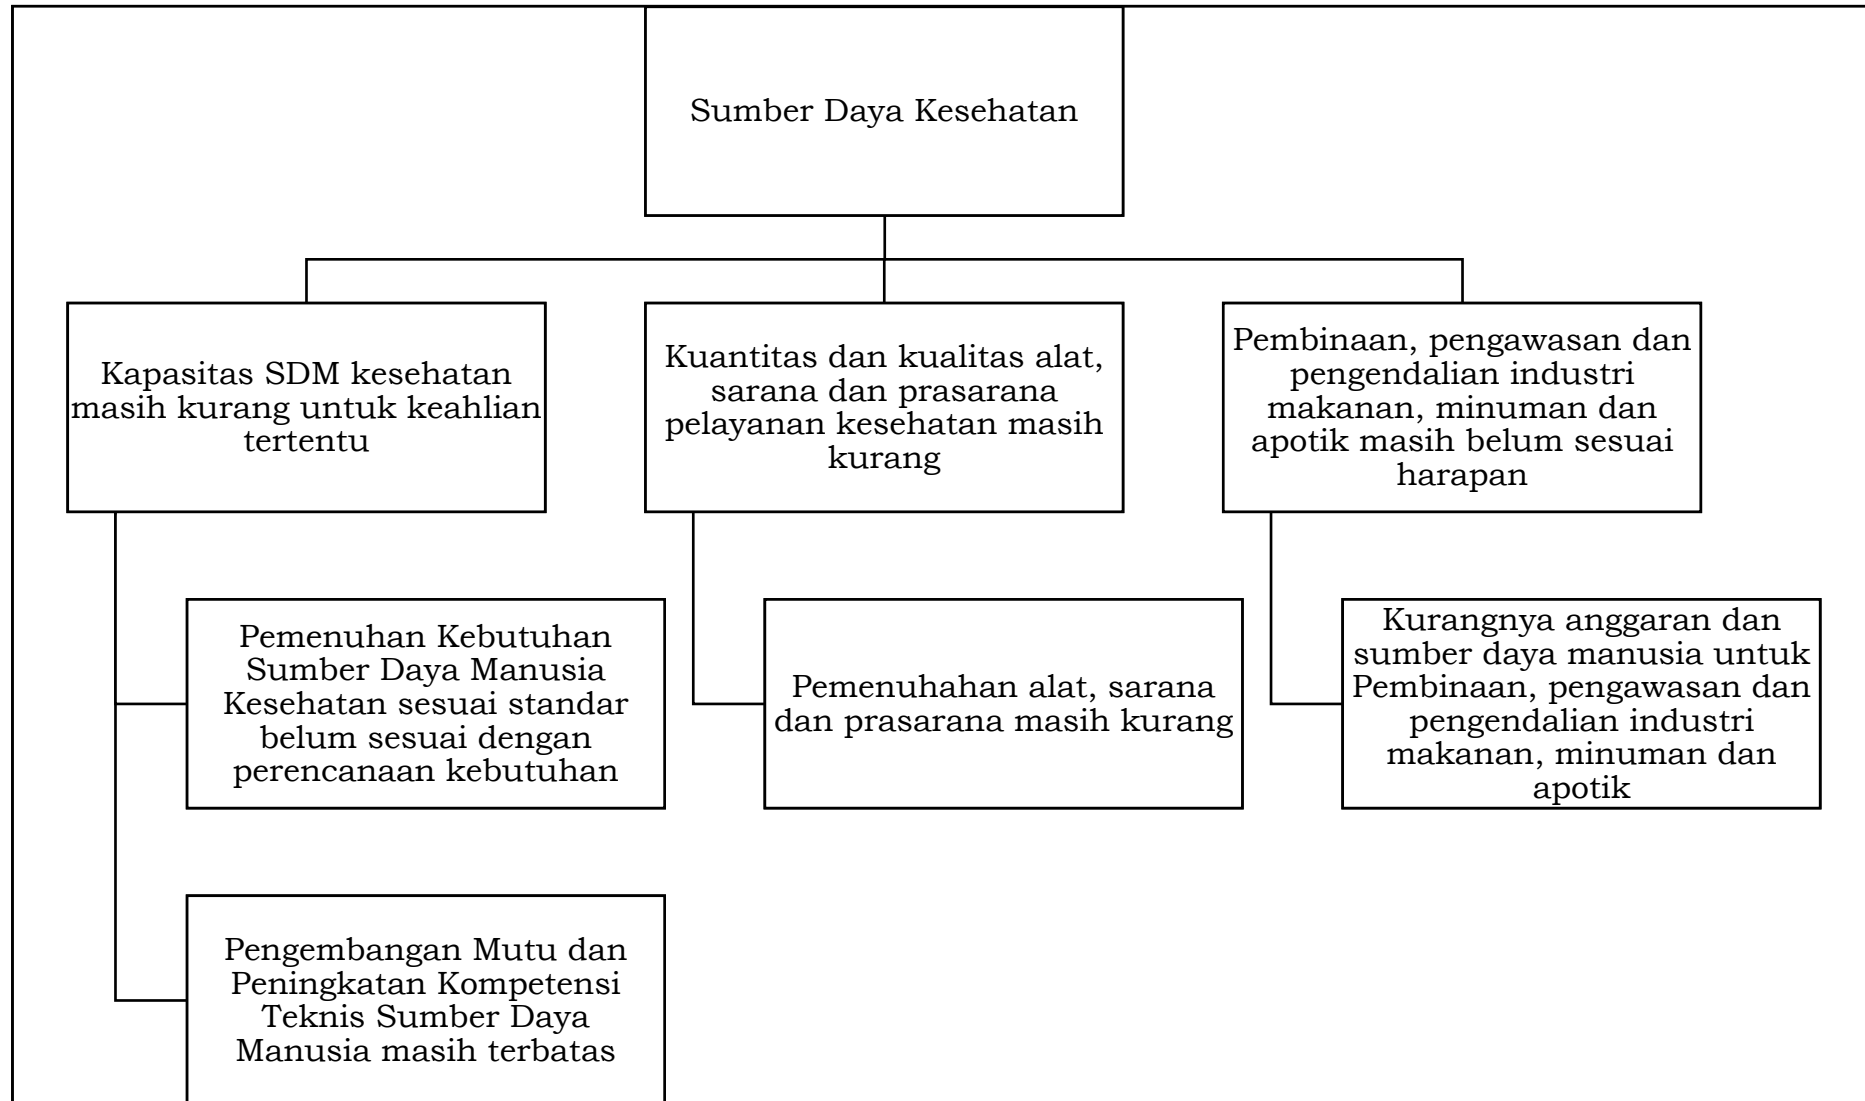 Sumber Daya Kesehatan
Kapasitas SDM kesehatan
masih kurang untuk keahlian
tertentu
Kuantitas dan kualitas alat,
sarana dan prasarana
pelayanan kesehatan masih
kurang
Pembinaan, pengawasan dan
pengendalian industri
makanan, minuman dan
apotik masih belum sesuai
harapan
Pemenuhan Kebutuhan
Sumber Daya Manusia
Kesehatan sesuai standar
belum sesuai dengan
perencanaan kebutuhan
Pemenuhahan alat, sarana
dan prasarana masih kurang
Kurangnya anggaran dan
sumber daya manusia untuk
Pembinaan, pengawasan dan
pengendalian industri
makanan, minuman dan
apotik
Pengembangan Mutu dan
Peningkatan Kompetensi
Teknis Sumber Daya
Manusia masih terbatas